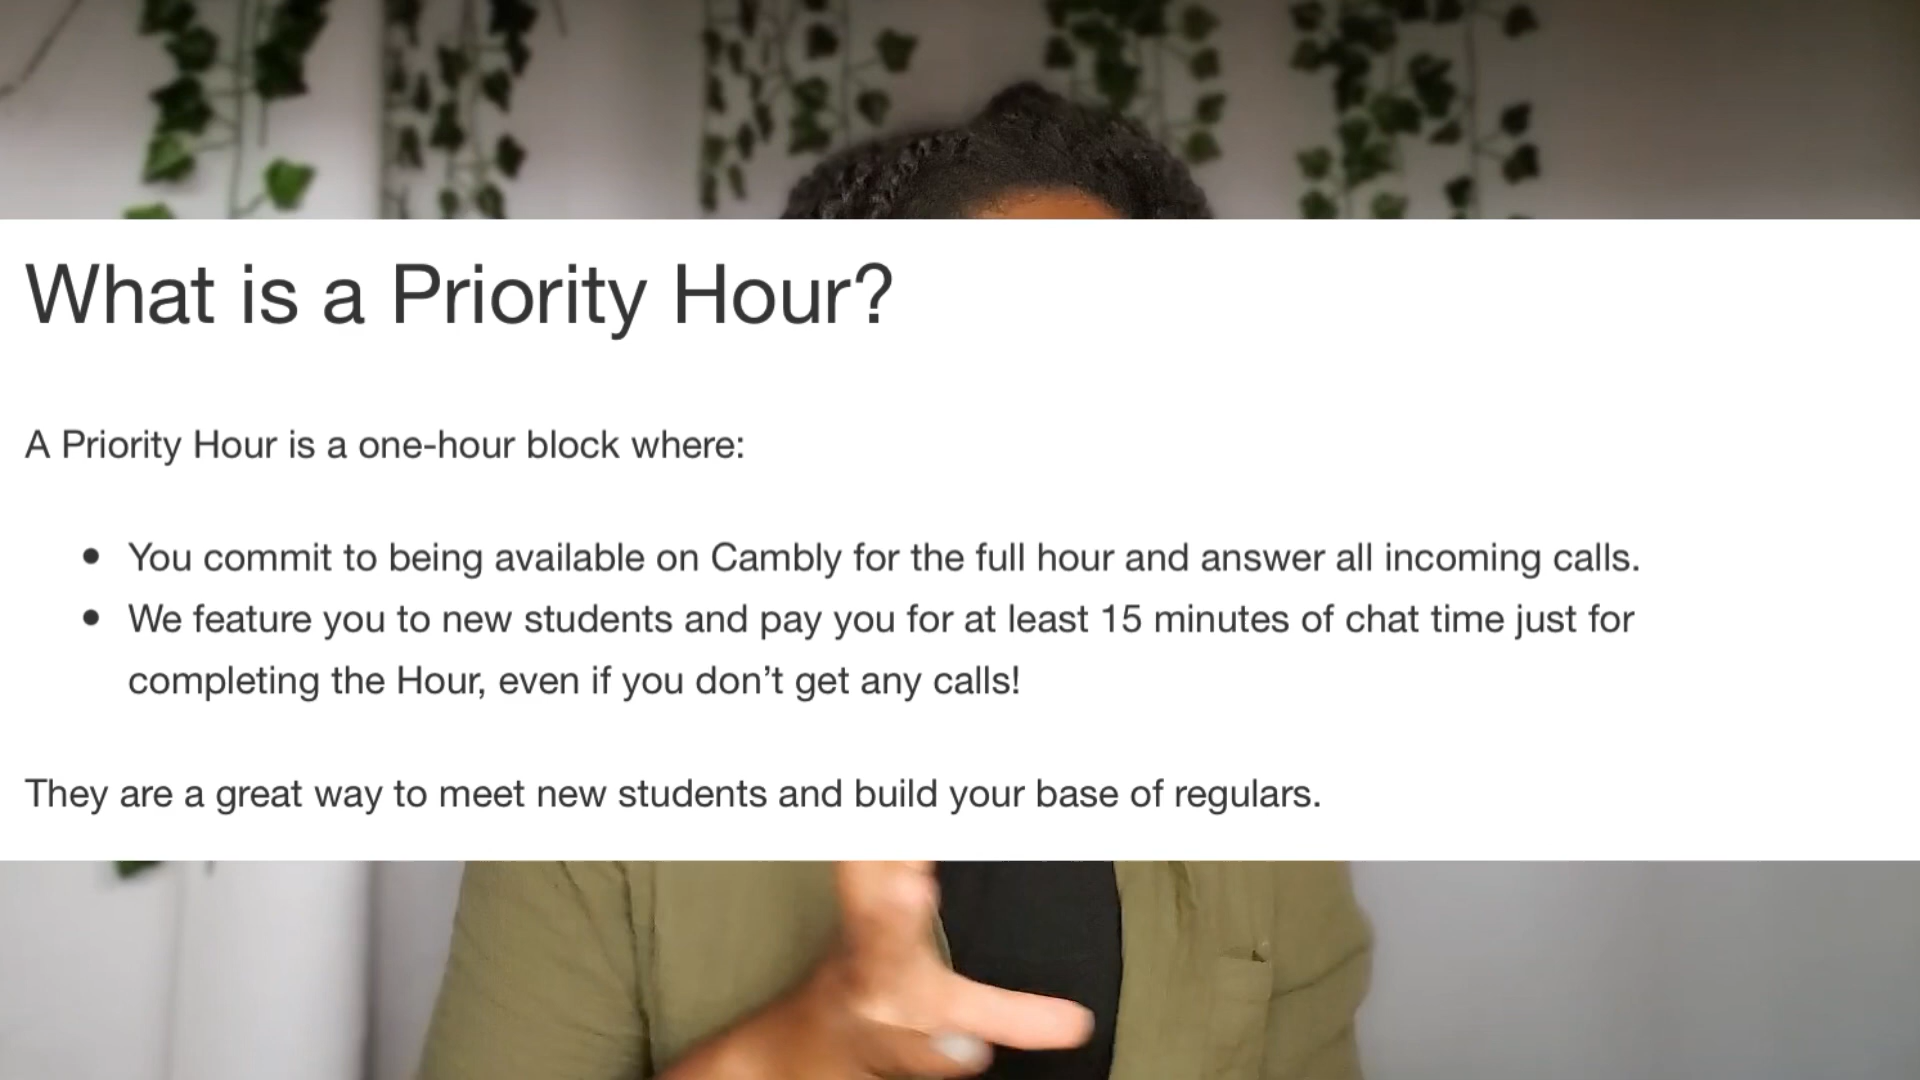 What is a Priority Hour?
A Priority Hour is a one-hour block where:
• You commit to being available on Cambly for the full hour and answer all incoming calls.
• We feature you to new students and pay you for at least 15 minutes of chat time just for
completing the Hour, even if you don’t get any calls!
They are a great way to meet new students and build your base of regulars.